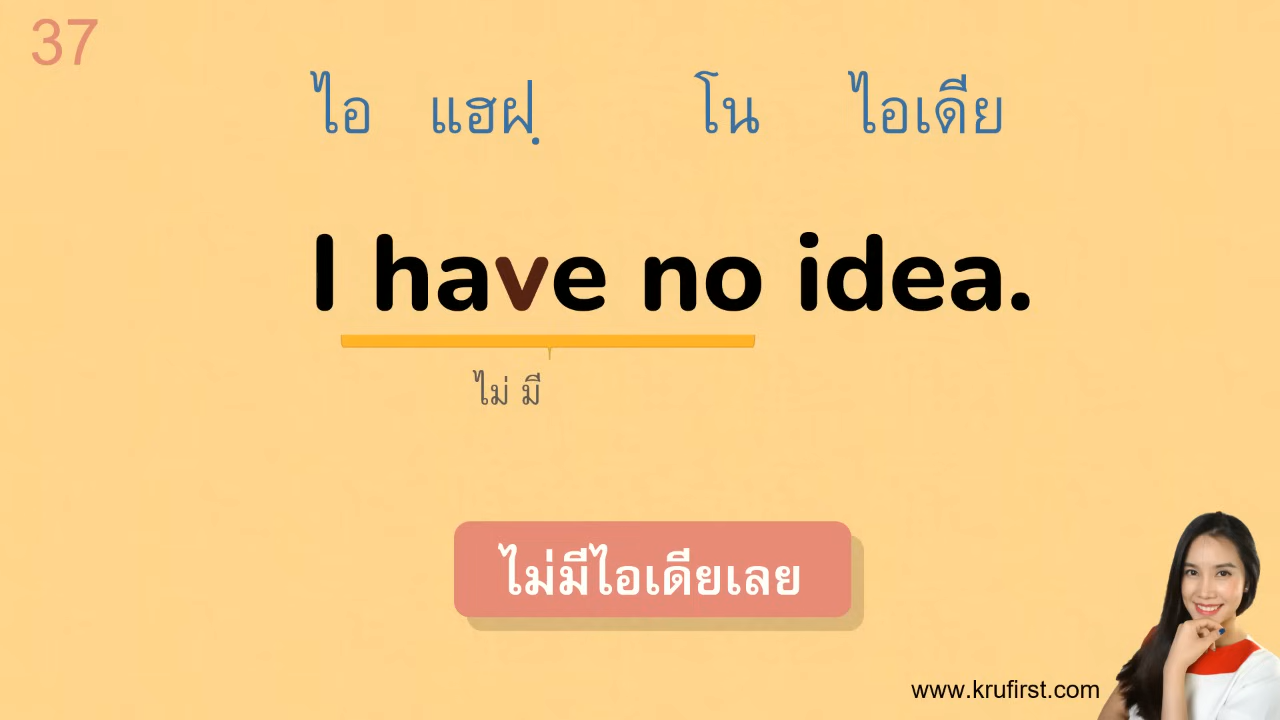 37
ไอ แฮฝฺ โน ไอเดีย
I have no idea.
ไม่ มี
ไม่มีไอเดียเลย
www.krufirst.com